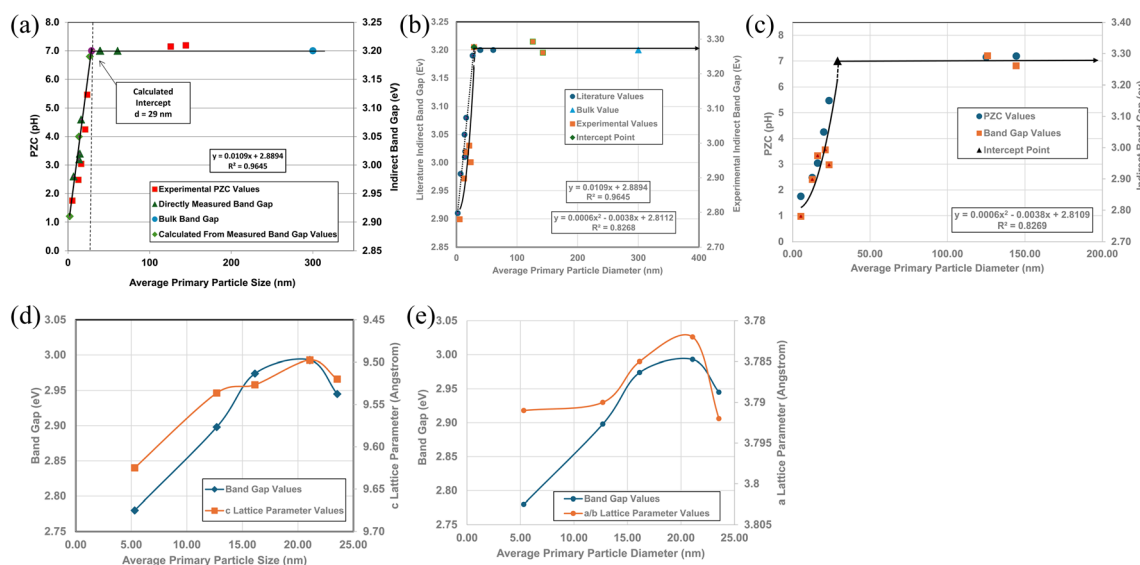 (a)
8.0
7.0
6.0
5.0
4.0
3.0
2.0
1.0
0.0
PZC (pH)
3.25
3.20
3.15
3.10
3.05
3.00
2.95
2.90
2.85
Indirect Band Gap (eV)
Calculated
Intercept
d = 29 nm
y = 0.0109x + 2.8894
R² = 0.9645
Experimental PZC Values
Directly Measured Band Gap
Bulk Band Gap
Calculated From Measured Band Gap Values
0 100 200 300
Average Primary Particle Size (nm)
(b)
3.25
3.20
3.15
3.10
3.05
3.00
2.95
2.90
2.85
Literature Indirect Band Gap (Ev)
3.30
3.20
3.10
3.00
2.90
2.80
2.70
Experimental Indirect Band Gap (ev)
Literature Values
Bulk Value
Experimental Values
Intercept Point
y = 0.0109x + 2.8894
R² = 0.9645
y = 0.0006x² - 0.0038x + 2.8112
R² = 0.8268
0 100 200 300 400
Average Primary Particle Diameter (nm)
(c)
8
7
6
5
4
3
2
1
0
PZC (pH)
3.40
3.30
3.20
3.10
3.00
2.90
2.80
2.70
PZC Values
Band Gap Values
Intercept Point
y = 0.0006x² - 0.0038x + 2.8109
R² = 0.8269
0.00 50.00 100.00 150.00 200.00
Average Primary Particle Diameter (nm)
(d)
3.05
3.00
2.95
2.90
2.85
2.80
2.75
Band Gap (eV)
9.45
9.50
9.55
9.60
9.65
9.70
c Lattice Parameter (Angstrom)
Band Gap Values
c Lattice Parameter Values
0.00 5.00 10.00 15.00 20.00 25.00
Average Primary Particle Size (nm)
(e)
3.05
3.00
2.95
2.90
2.85
2.80
2.75
Band Gap (eV)
3.78
3.785
3.79
3.795
3.8
3.805
a Lattice Parameter (Angstrom)
Band Gap Values
a/b Lattice Parameter Values
0.00 5.00 10.00 15.00 20.00 25.00
Average Primary Particle Diameter (nm)